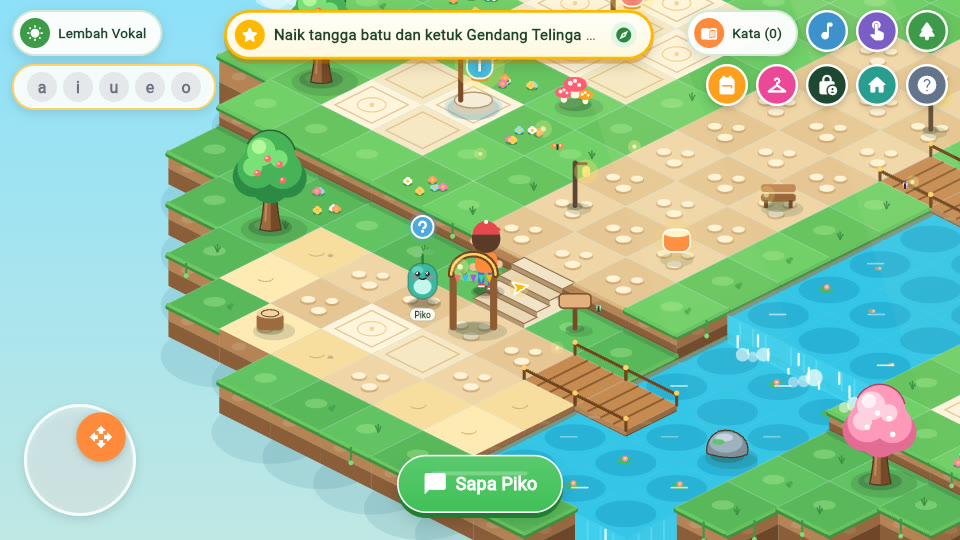 Lembah Vokal
Naik tangga batu dan ketuk Gendang Telinga ...
Kata (0)
a i u e o
?
i
?
Piko
Sapa Piko